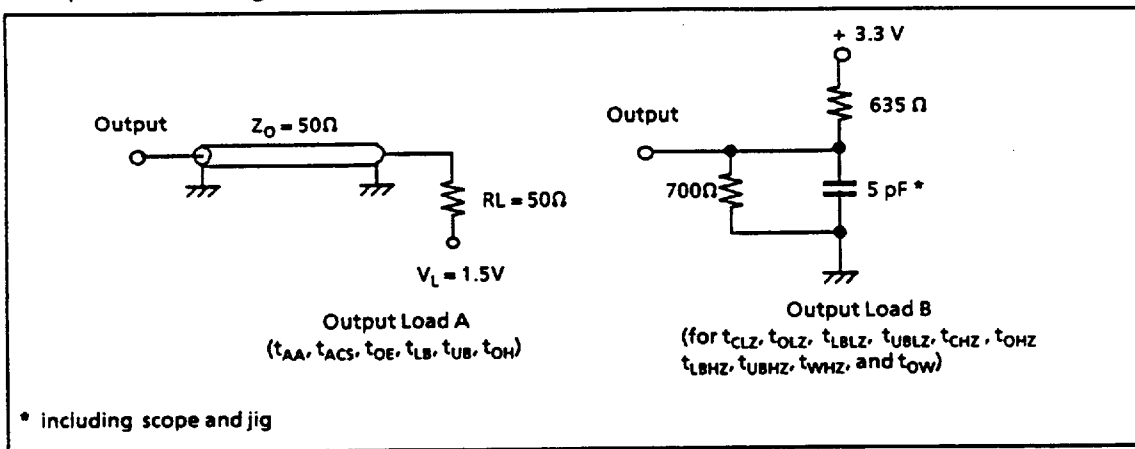 + 3.3 V
635 Ω
Output
Z_O = 50Ω
Output
700Ω
5 pF *
RL = 50Ω
V_L = 1.5V
Output Load A
(t_AA, t_ACS, t_OE, t_LB, t_UB, t_OH)
Output Load B
(for t_CLZ, t_OLZ, t_LBLZ, t_UBLZ, t_CHZ, t_OHZ
t_LBHZ, t_UBHZ, t_WHZ, and t_OW)
* including scope and jig